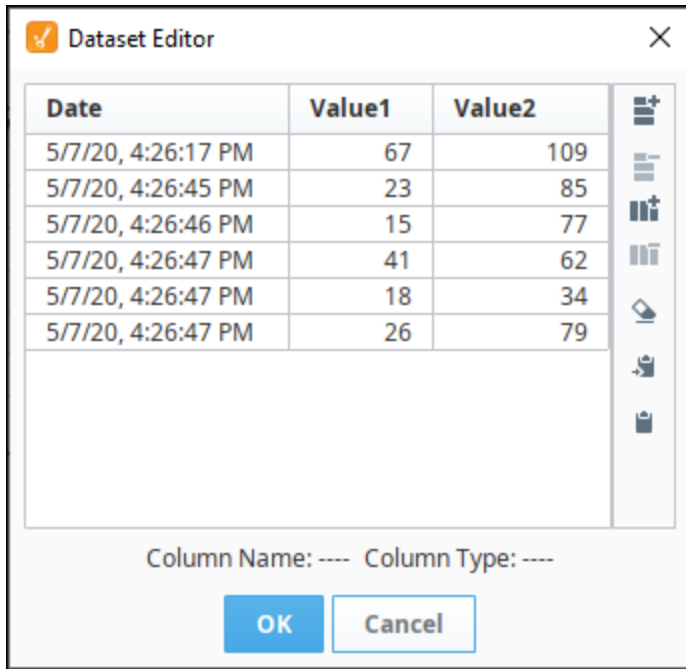 Dataset Editor
Date Value1 Value2
5/7/20, 4:26:17 PM 67 109
5/7/20, 4:26:45 PM 23 85
5/7/20, 4:26:46 PM 15 77
5/7/20, 4:26:47 PM 41 62
5/7/20, 4:26:47 PM 18 34
5/7/20, 4:26:47 PM 26 79
Column Name: ---- Column Type: ----
OK Cancel